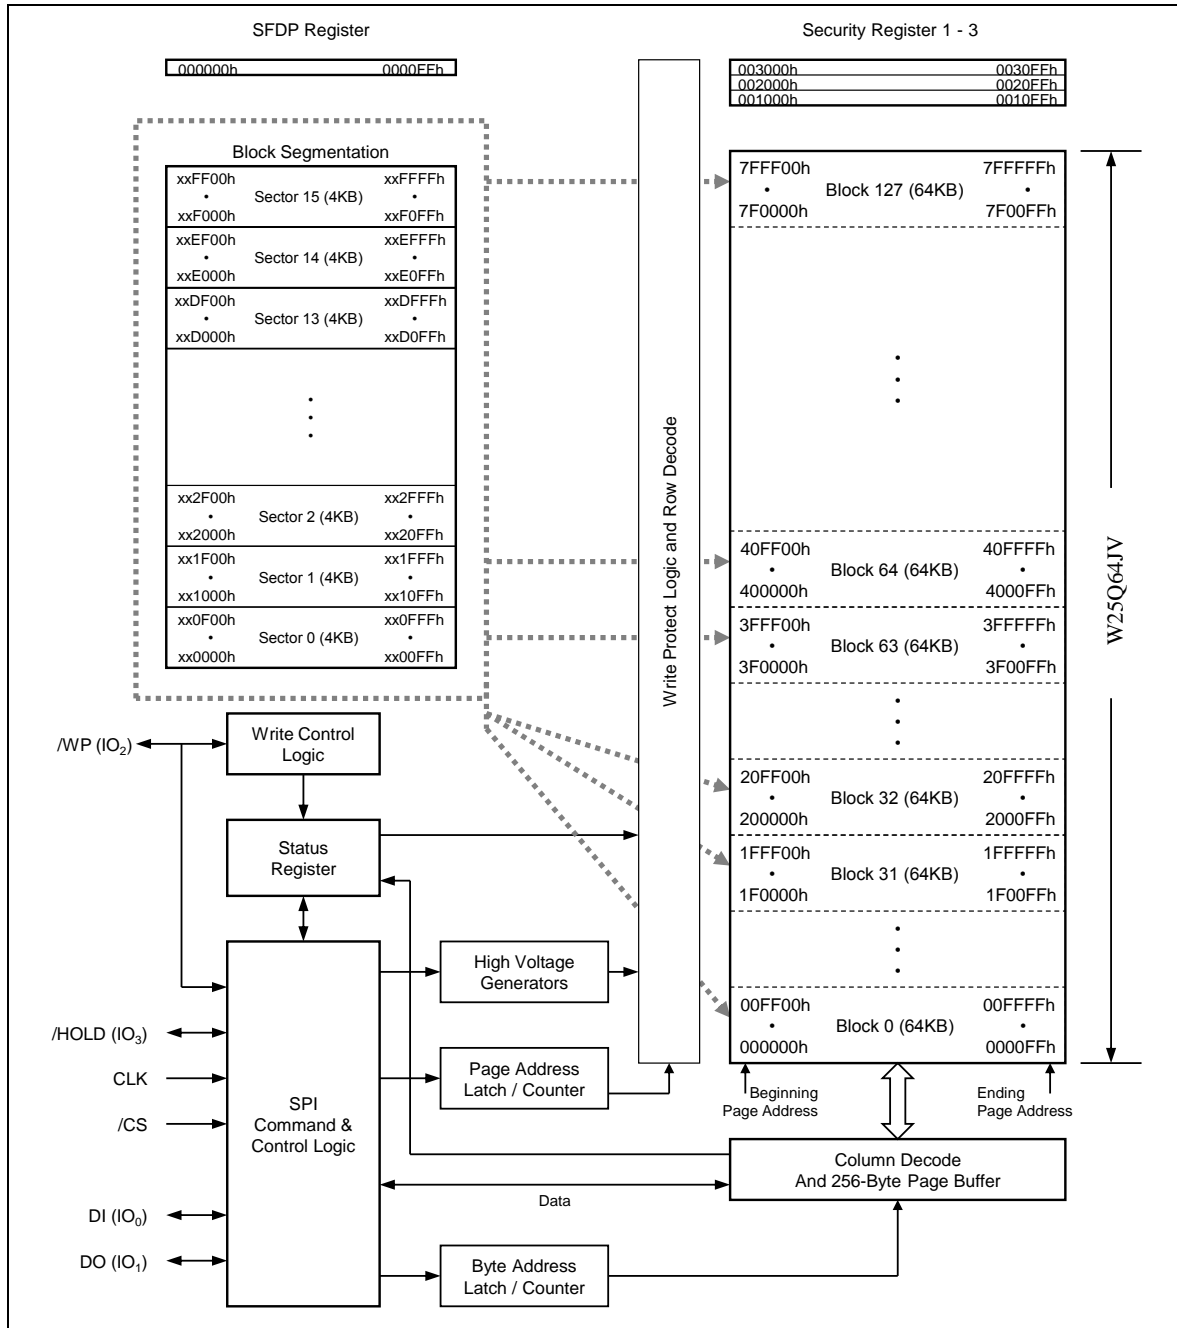 SFDP Register
000000h 0000FFh
Security Register 1 - 3
003000h 0030FFh
002000h 0020FFh
001000h 0010FFh
Block Segmentation
xxFF00h xxFFFFh
• Sector 15 (4KB) •
xxF000h xxF0FFh
xxEF00h xxEFFFh
• Sector 14 (4KB) •
xxE000h xxE0FFh
xxDF00h xxDFFFh
• Sector 13 (4KB) •
xxD000h xxD0FFh
xx2F00h xx2FFFh
• Sector 2 (4KB) •
xx2000h xx20FFh
xx1F00h xx1FFFh
• Sector 1 (4KB) •
xx1000h xx10FFh
xx0F00h xx0FFFh
• Sector 0 (4KB) •
xx0000h xx00FFh
Write Protect Logic and Row Decode
7FFF00h 7FFFFFh
• Block 127 (64KB) •
7F0000h 7F00FFh
40FF00h 40FFFFh
• Block 64 (64KB) •
400000h 4000FFh
3FFF00h 3FFFFFh
• Block 63 (64KB) •
3F0000h 3F00FFh
20FF00h 20FFFFh
• Block 32 (64KB) •
200000h 2000FFh
1FFF00h 1FFFFFh
• Block 31 (64KB) •
1F0000h 1F00FFh
00FF00h 00FFFFh
• Block 0 (64KB) •
000000h 0000FFh
W25Q64JV
Beginning
Page Address
Ending
Page Address
/WP (IO2)
Write Control
Logic
Status
Register
High Voltage
Generators
/HOLD (IO3)
CLK
/CS
DI (IO0)
DO (IO1)
SPI
Command &
Control Logic
Page Address
Latch / Counter
Column Decode
And 256-Byte Page Buffer
Data
Byte Address
Latch / Counter